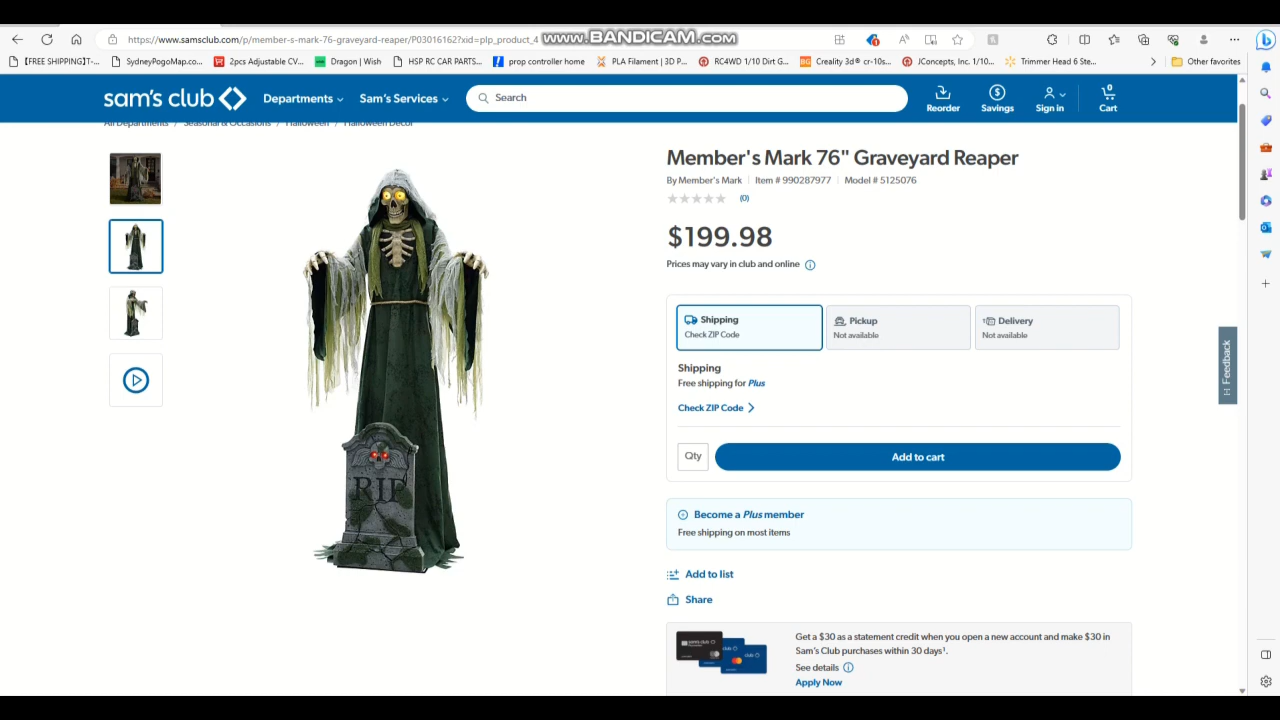 https://www.samsclub.com/p/member-s-mark-76-graveyard-reaper/P03016162?xid=plp_product_4
www.BANDICAM.com
【FREE SHIPPING】T-...
SydneyPogoMap.co...
2pcs Adjustable CV...
Dragon | Wish
HSP RC CAR PARTS...
prop controller home
PLA Filament | 3D P...
RC4WD 1/10 Dirt G...
Creality 3d® cr-10s...
JConcepts, Inc. 1/10...
Trimmer Head 6 Ste...
Other favorites
sam's club
Departments
Sam's Services
Search
Reorder
Savings
Sign in
0
Cart
All Departments / Seasonal & Occasions / Halloween / Halloween Decor
Member's Mark 76" Graveyard Reaper
By Member's Mark | Item # 990287977 | Model # 5125076
(0)
$199.98
Prices may vary in club and online
Shipping
Check ZIP Code
Pickup
Not available
Delivery
Not available
Shipping
Free shipping for Plus
Check ZIP Code
Qty
Add to cart
Become a Plus member
Free shipping on most items
Add to list
Share
Get a $30 as a statement credit when you open a new account and make $30 in
Sam's Club purchases within 30 days¹.
See details
Apply Now
Feedback
RIP